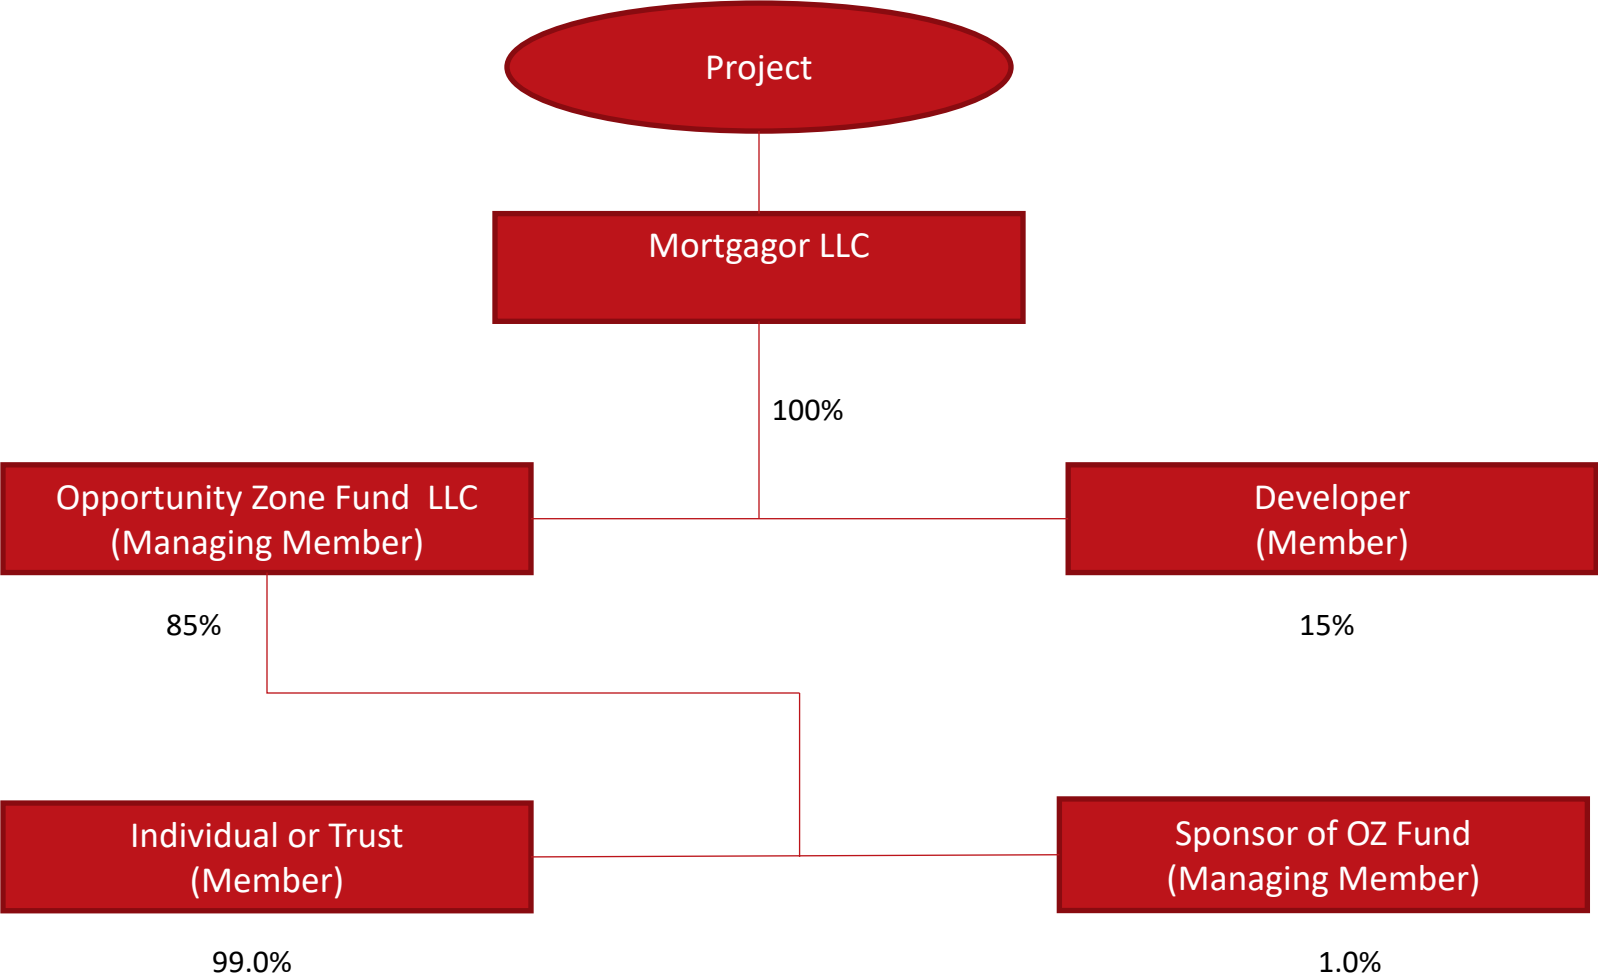 Project
Mortgagor LLC
100%
Opportunity Zone Fund  LLC
(Managing Member)
Developer
(Member)
85%
15%
Individual or Trust
(Member)
Sponsor of OZ Fund
(Managing Member)
99.0%
1.0%